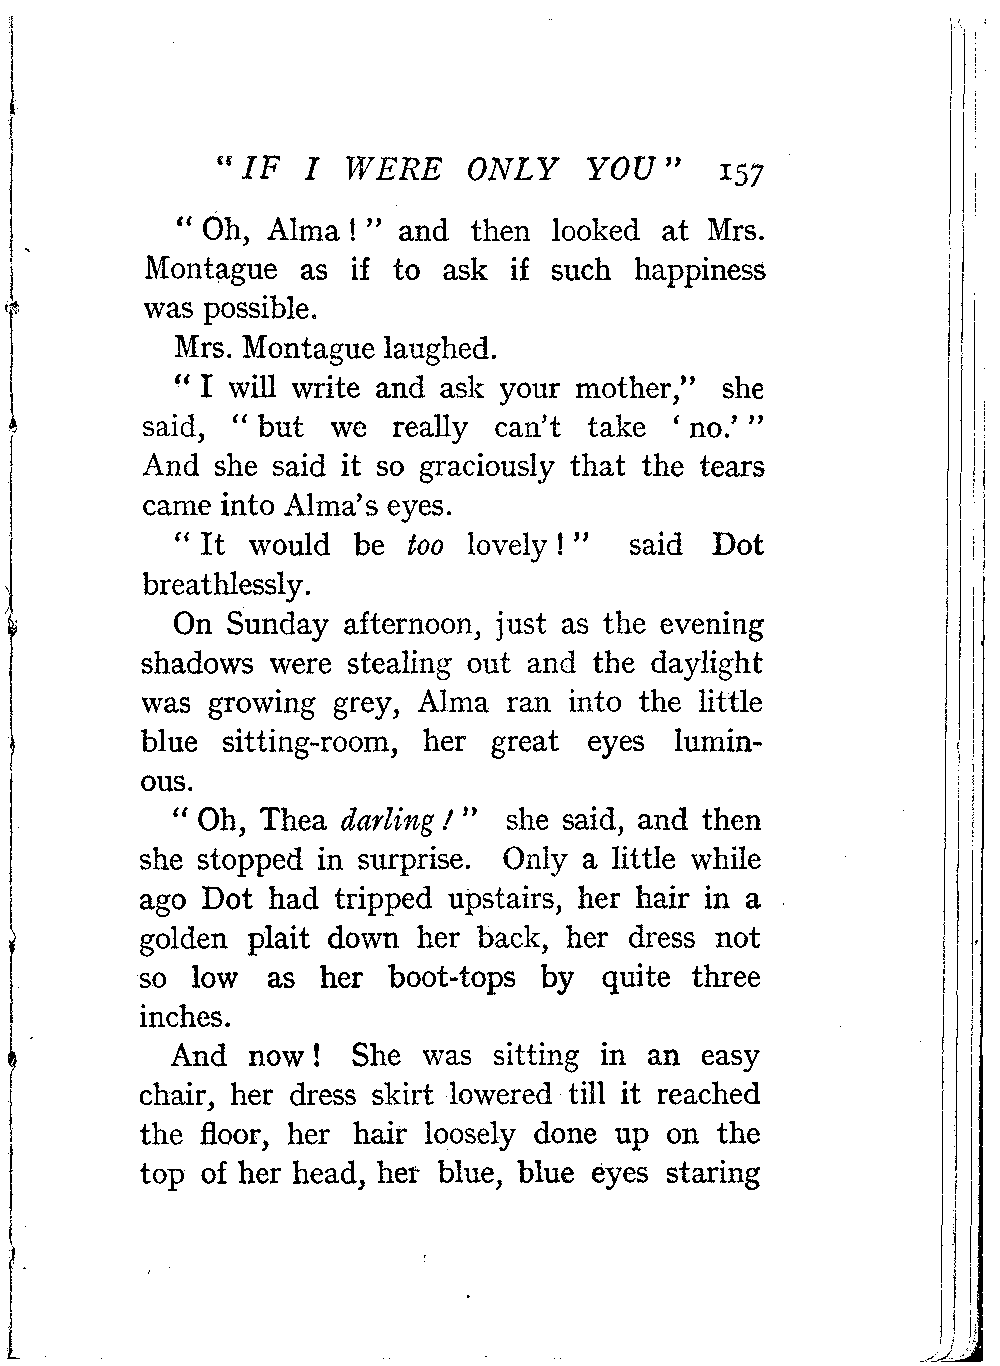 "IF I WERE ONLY YOU" 157
"Oh, Alma!" and then looked at Mrs.
Montague as if to ask if such happiness
was possible.
Mrs. Montague laughed.
"I will write and ask your mother," she
said, "but we really can't take 'no.'"
And she said it so graciously that the tears
came into Alma's eyes.
"It would be too lovely!" said Dot
breathlessly.
On Sunday afternoon, just as the evening
shadows were stealing out and the daylight
was growing grey, Alma ran into the little
blue sitting-room, her great eyes lumin-
ous.
"Oh, Thea darling!" she said, and then
she stopped in surprise. Only a little while
ago Dot had tripped upstairs, her hair in a
golden plait down her back, her dress not
so low as her boot-tops by quite three
inches.
And now! She was sitting in an easy
chair, her dress skirt lowered till it reached
the floor, her hair loosely done up on the
top of her head, her blue, blue eyes staring